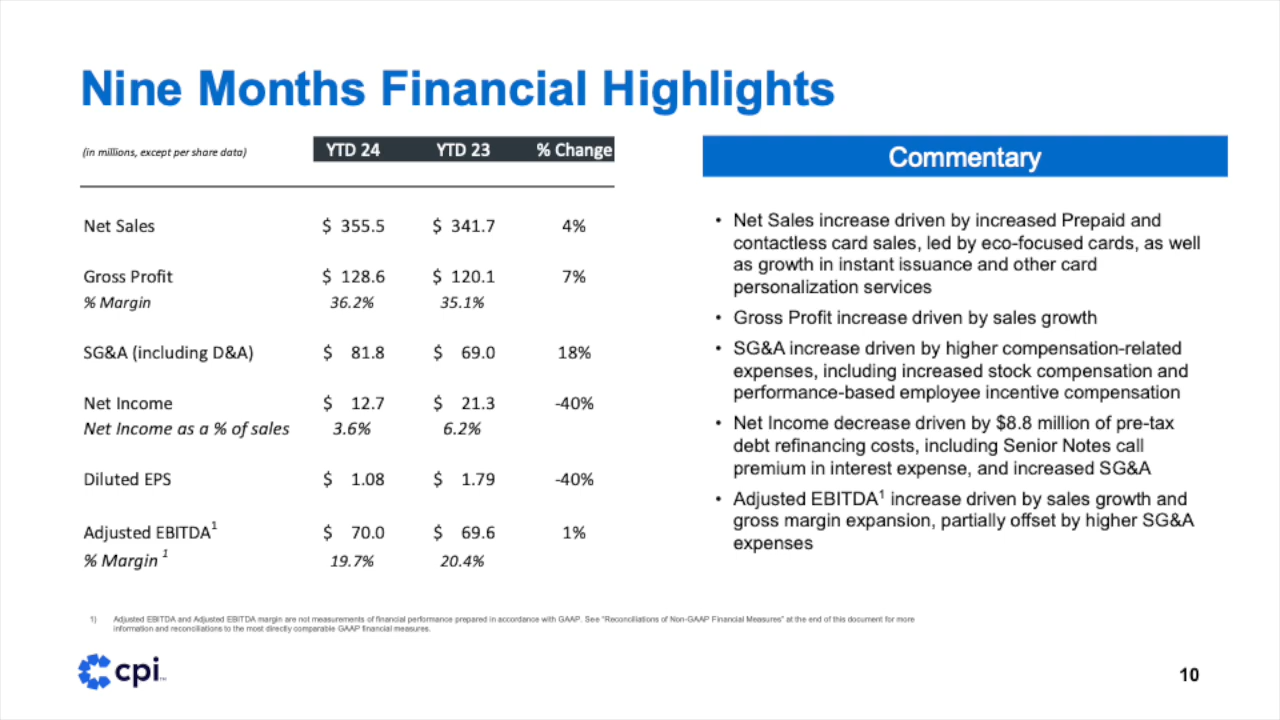 Nine Months Financial Highlights
(in millions, except per share data) YTD 24 YTD 23 % Change
Net Sales $ 355.5 $ 341.7 4%
Gross Profit $ 128.6 $ 120.1 7%
% Margin 36.2% 35.1%
SG&A (including D&A) $ 81.8 $ 69.0 18%
Net Income $ 12.7 $ 21.3 -40%
Net Income as a % of sales 3.6% 6.2%
Diluted EPS $ 1.08 $ 1.79 -40%
Adjusted EBITDA1 $ 70.0 $ 69.6 1%
% Margin 1 19.7% 20.4%
Commentary
• Net Sales increase driven by increased Prepaid and
contactless card sales, led by eco-focused cards, as well
as growth in instant issuance and other card
personalization services
• Gross Profit increase driven by sales growth
• SG&A increase driven by higher compensation-related
expenses, including increased stock compensation and
performance-based employee incentive compensation
• Net Income decrease driven by $8.8 million of pre-tax
debt refinancing costs, including Senior Notes call
premium in interest expense, and increased SG&A
• Adjusted EBITDA1 increase driven by sales growth and
gross margin expansion, partially offset by higher SG&A
expenses
1) Adjusted EBITDA and Adjusted EBITDA margin are not measurements of financial performance prepared in accordance with GAAP. See "Reconciliations of Non-GAAP Financial Measures" at the end of this document for more
information and reconciliations to the most directly comparable GAAP financial measures.
cpi™
10